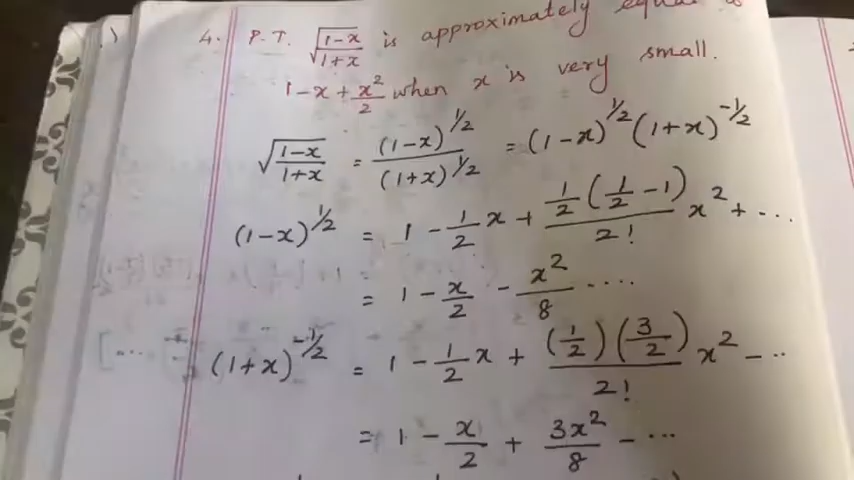 4. P.T. √(1-x)/(1+x) is approximately equal
1-x+x²/2 when x is very small.
√(1-x)/(1+x) = (1-x)^1/2 / (1+x)^1/2 = (1-x)^1/2 (1+x)^-1/2
(1-x)^1/2 = 1 - 1/2 x + 1/2(1/2 -1)/2! x² + ...
= 1 - x/2 - x²/8 ....
(1+x)^-1/2 = 1 - 1/2 x + (1/2)(3/2)/2! x² - ...
= 1 - x/2 + 3x²/8 - ...